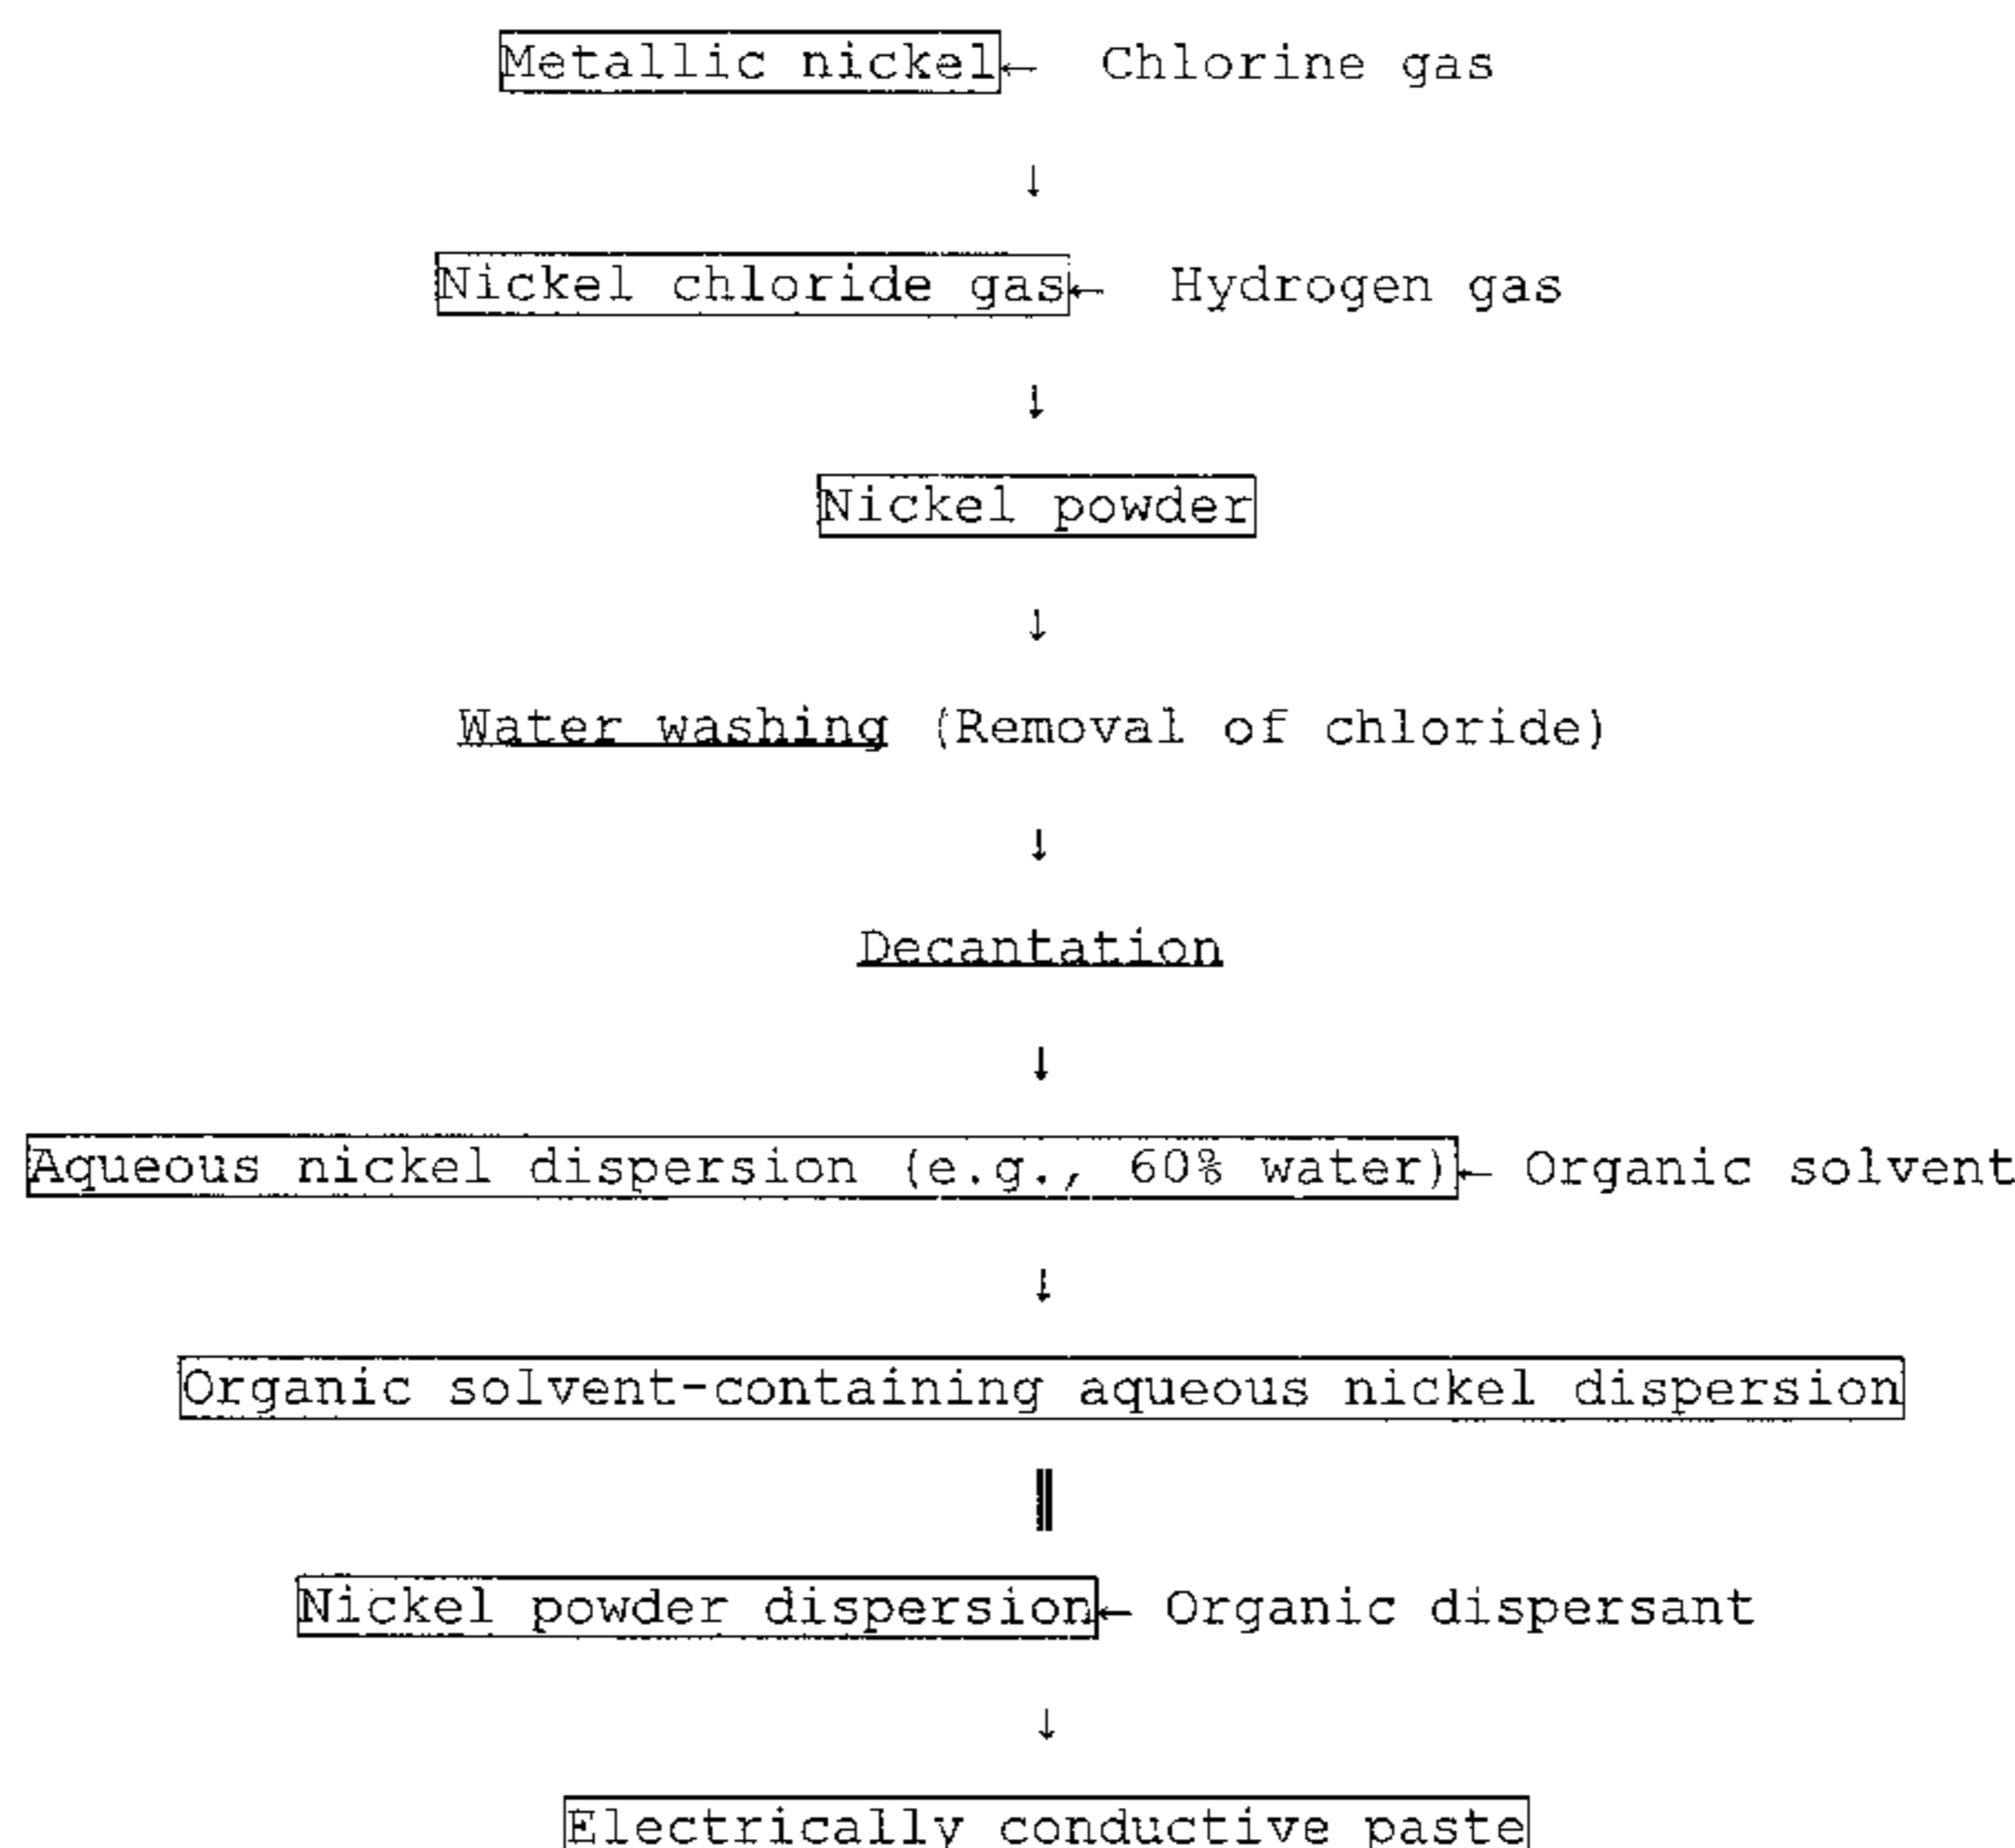 Metallic nickel← Chlorine gas
↓
Nickel chloride gas← Hydrogen gas
↓
Nickel powder
↓
Water washing (Removal of chloride)
↓
Decantation
↓
Aqueous nickel dispersion (e.g., 60% water)← Organic solvent
↓
Organic solvent-containing aqueous nickel dispersion
‖
Nickel powder dispersion← Organic dispersant
↓
Electrically conductive paste